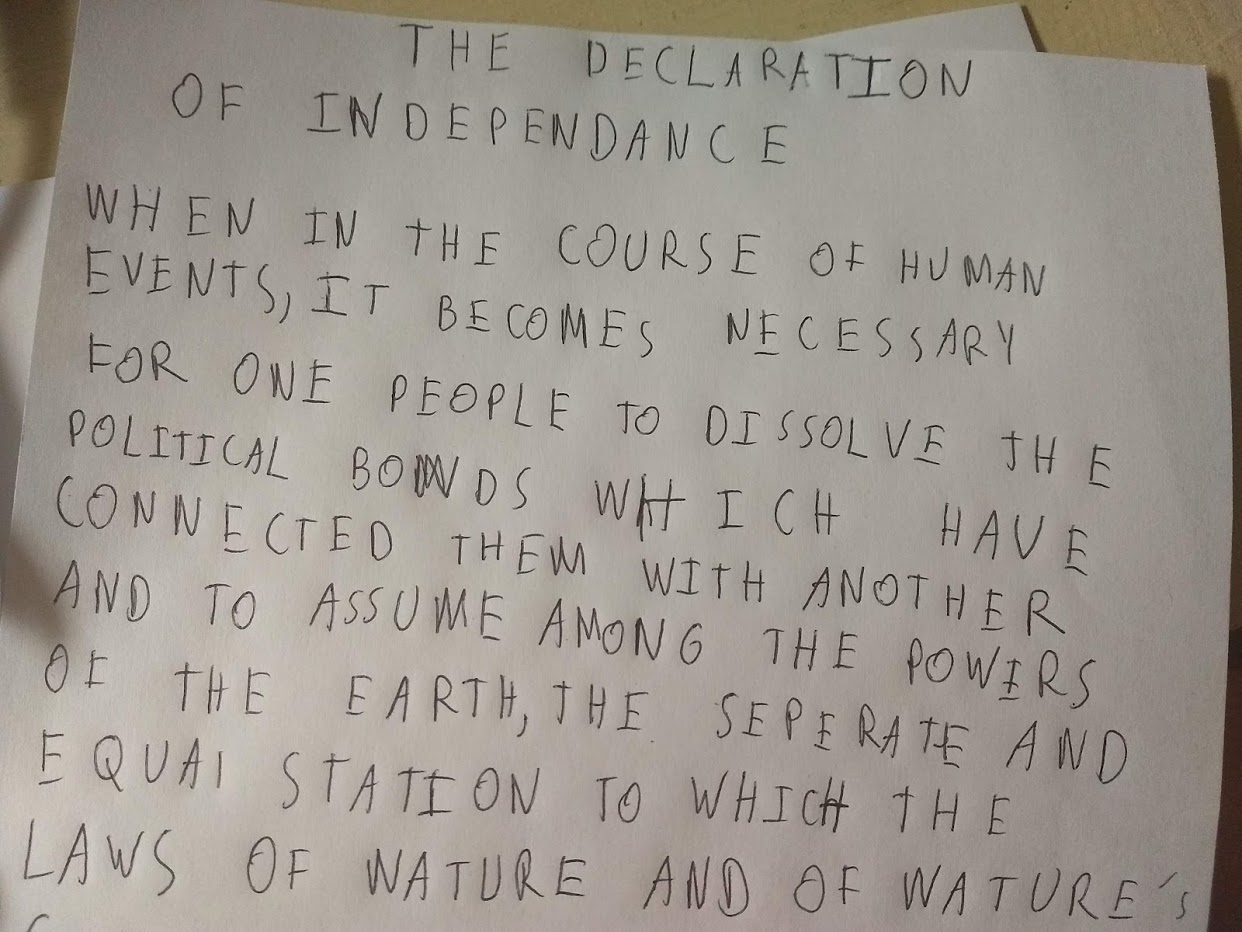 THE DECLARATION
OF INDEPENDANCE
WHEN IN THE COURSE OF HUMAN
EVENTS, IT BECOMES NECESSARY
FOR ONE PEOPLE TO DISSOLVE THE
POLITICAL BONDS WHICH HAVE
CONNECTED THEM WITH ANOTHER
AND TO ASSUME AMONG THE POWERS
OF THE EARTH, THE SEPERATE AND
EQUAL STATION TO WHICH THE
LAWS OF NATURE AND OF NATURE'S